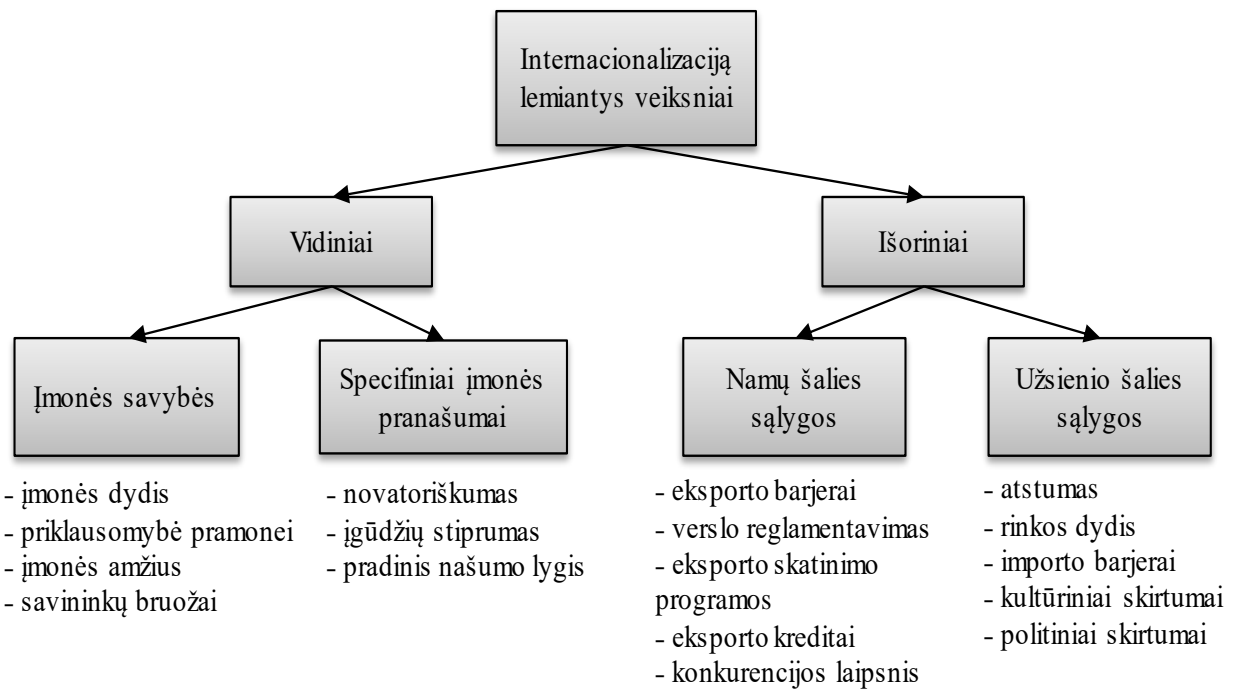 Internacionalizaciją
lemiantys veiksniai
Vidiniai
Išoriniai
Įmonės savybės
Specifiniai įmonės
pranašumai
Namų šalies
sąlygos
Užsienio šalies
sąlygos
- įmonės dydis
- priklausomybė pramonei
- įmonės amžius
- savininkų bruožai
- novatoriškumas
- įgūdžių stiprumas
- pradinis našumo lygis
- eksporto barjerai
- verslo reglamentavimas
- eksporto skatinimo
programos
- eksporto kreditai
- konkurencijos laipsnis
- atstumas
- rinkos dydis
- importo barjerai
- kultūriniai skirtumai
- politiniai skirtumai